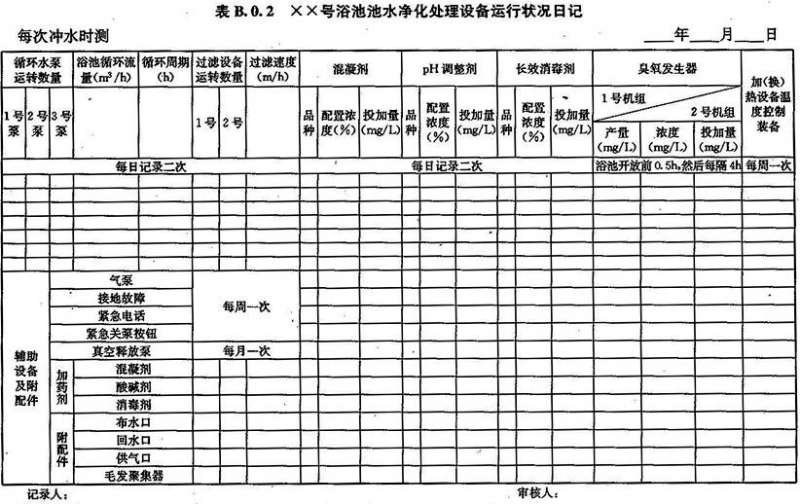 表 B.0.2 ××号浴池池水净化处理设备运行状况日记
每次冲水时测
___年___月___日
循环水泵运转数量
浴池循环流量(m³/h)
循环周期(h)
过滤设备运转数量
过滤速度(m/h)
混凝剂
pH 调整剂
长效消毒剂
臭氧发生器
加(换)热设备温度控制装备
1号泵
2号泵
3号泵
1号
2号
品种
配置浓度(%)
投加量(mg/L)
品种
配置浓度(%)
投加量(mg/L)
品种
配置浓度(%)
投加量(mg/L)
1号机组
2号机组
产量(mg/L)
浓度(mg/L)
投加量(mg/L)
每日记录二次
每日记录二次
浴池开放前0.5h,然后每隔4h
每周一次
辅助设备及附配件
气泵
接地故障
紧急电话
紧急关泵按钮
每周一次
真空释放泵
每月一次
加药剂
混凝剂
酸碱剂
消毒剂
附配件
布水口
回水口
供气口
毛发聚集器
记录人:
审核人: